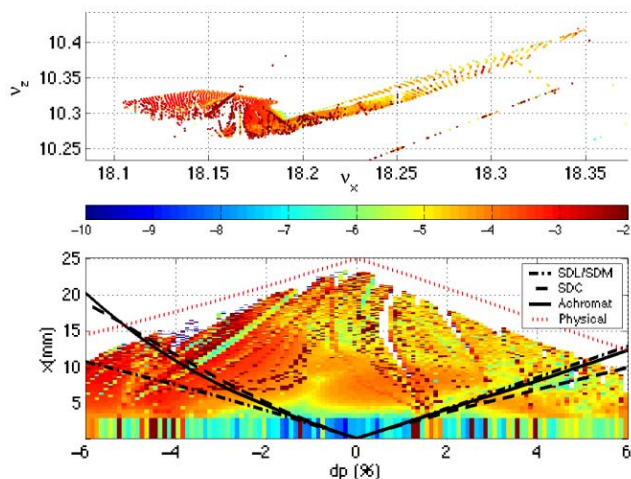 10.4
10.35
10.3
10.25
ν_z
18.1 18.15 18.2 18.25 18.3 18.35
ν_x
−10 −9 −8 −7 −6 −5 −4 −3 −2
25
20
15
10
5
x(mm)
SDL/SDM
SDC
Achromat
Physical
−6 −4 −2 0 2 4 6
dp (%)